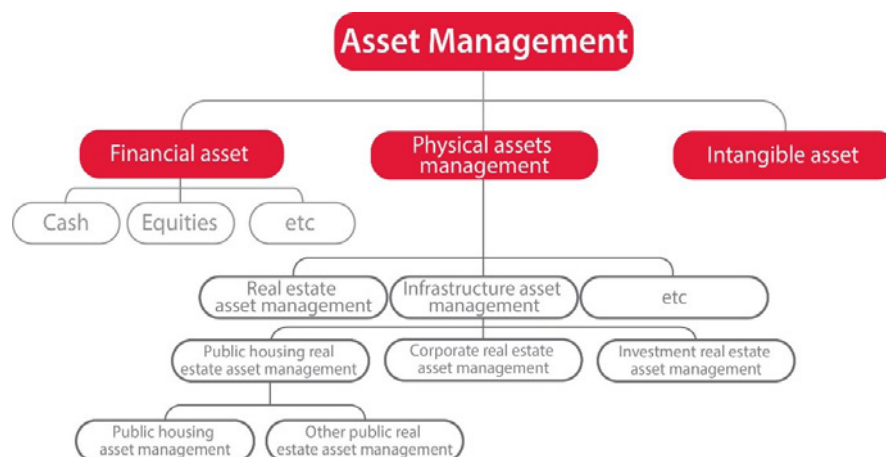 Asset Management
Financial asset
Physical assets
management
Intangible asset
Cash
Equities
etc
Real estate
asset management
Infrastructure asset
management
etc
Public housing real
estate asset management
Corporate real estate
asset management
Investment real estate
asset management
Public housing
asset management
Other public real
estate asset management